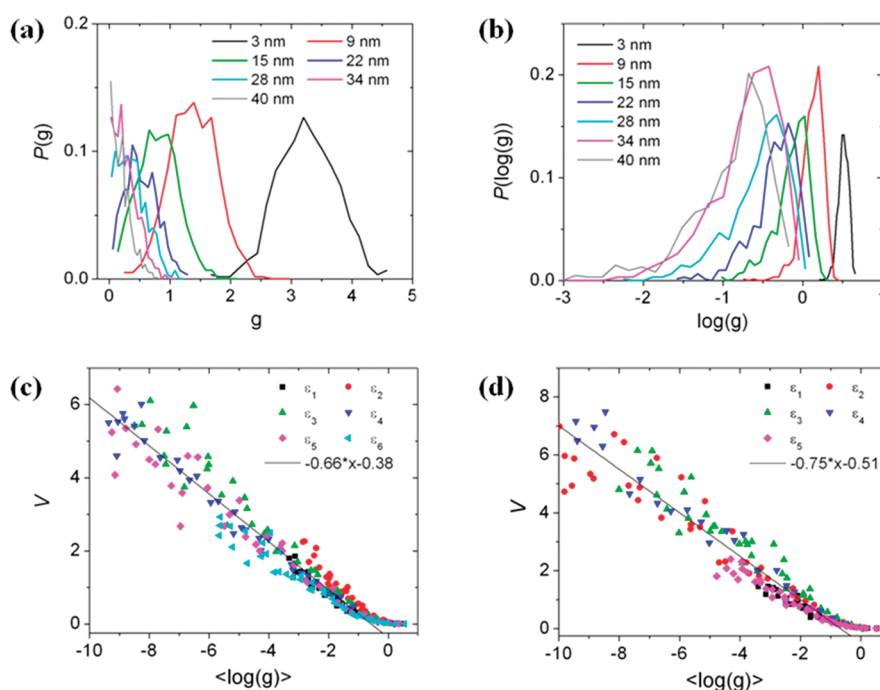 (a)
P(g)
0.2
0.1
0.0
0 1 2 3 4 5
g
3 nm 9 nm
15 nm 22 nm
28 nm 34 nm
40 nm
(b)
P(log(g))
0.2
0.1
0.0
-3 -2 -1 0 1
log(g)
3 nm
9 nm
15 nm
22 nm
28 nm
34 nm
40 nm
(c)
V
6
4
2
0
-10 -8 -6 -4 -2 0
<log(g)>
ε1 ε2
ε3 ε4
ε5 ε6
-0.66*x-0.38
(d)
V
8
6
4
2
0
-10 -8 -6 -4 -2 0
<log(g)>
ε1 ε2
ε3 ε4
ε5 -0.75*x-0.51